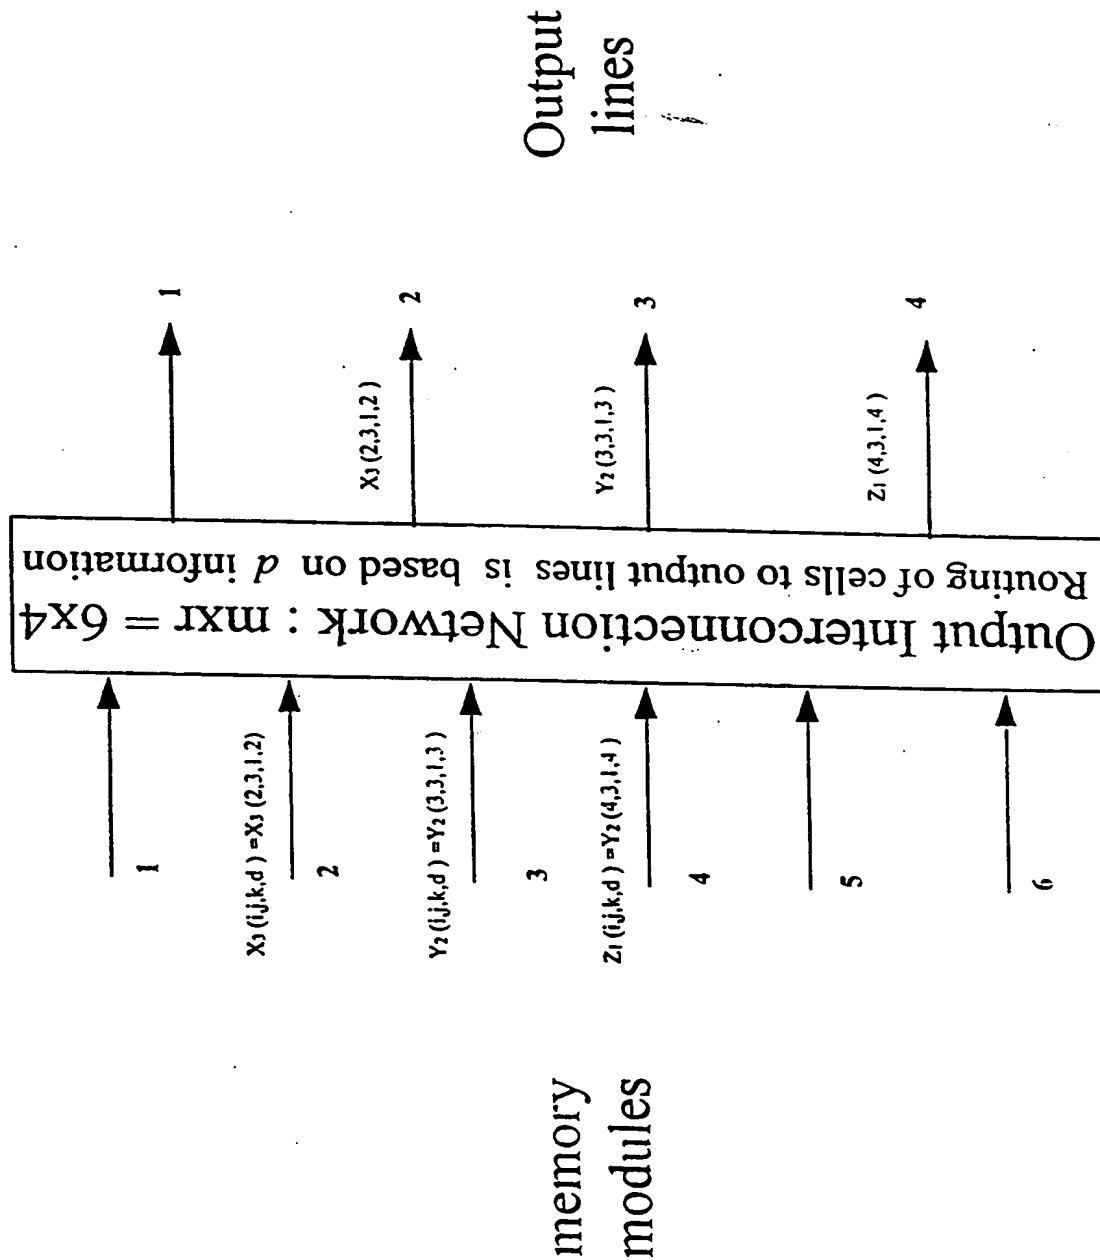 memory
modules
1
X3 (i,j,k,d ) =X3 (2,3,1,2)
2
Y2 (i,j,k,d ) =Y2 (3,3,1,3)
3
Z1 (i,j,k,d ) =Y2 (4,3,1,4)
4
5
6
Output Interconnection Network : mxr = 6x4
Routing of cells to output lines is based on d information
1
X3 (2,3,1,2 )
2
Y2 (3,3,1,3 )
3
Z1 (4,3,1,4 )
4
Output
lines